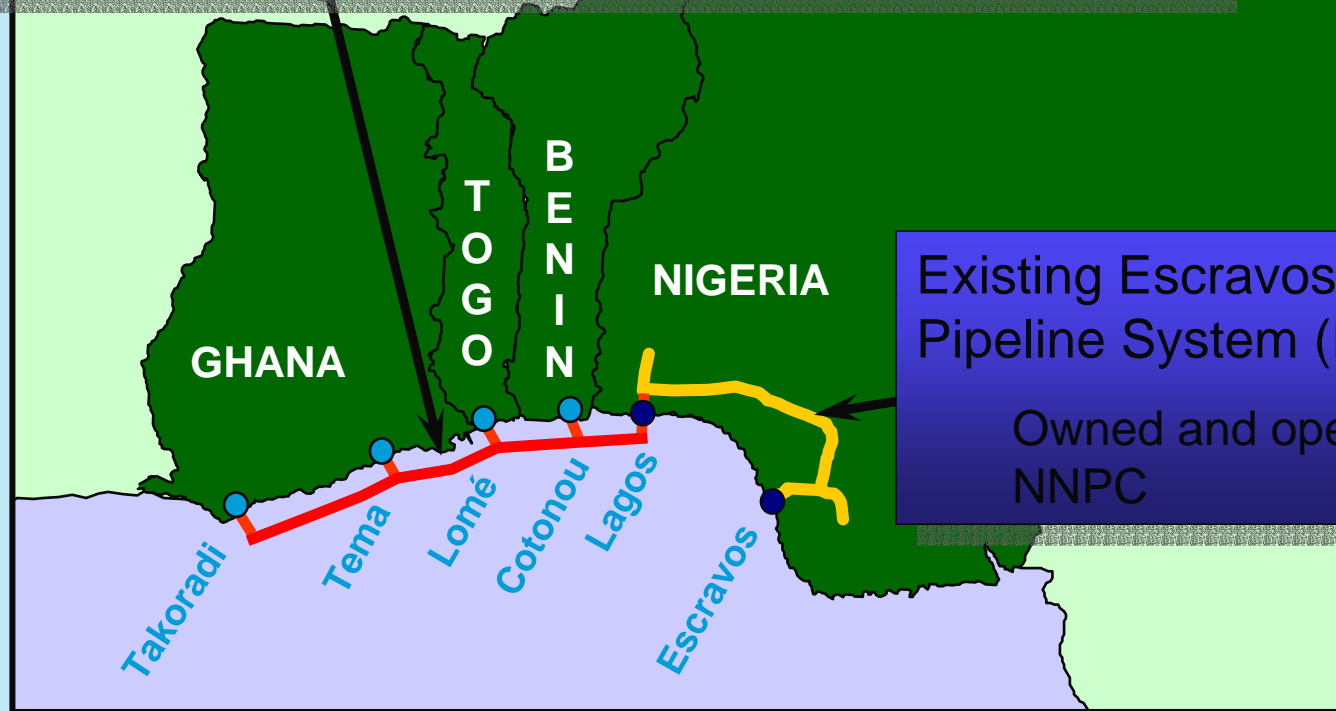 TOGO
BENIN
NIGERIA
GHANA
Existing Escravos
Pipeline System (
Owned and ope
NNPC
Takoradi
Tema
Lomé
Cotonou
Lagos
Escravos